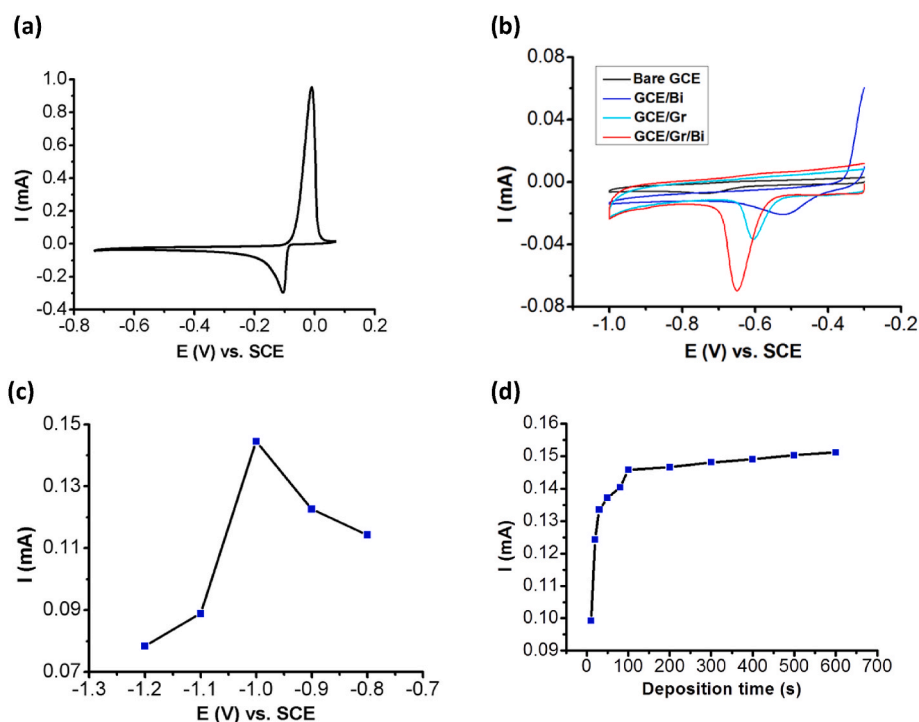 (a)
1.0
0.8
0.6
0.4
0.2
0.0
-0.2
-0.4
-0.8 -0.6 -0.4 -0.2 0.0 0.2 0.4
I (mA)
E (V) vs. SCE
(b)
Bare GCE
GCE/Bi
GCE/Gr
GCE/Gr/Bi
0.08
0.04
0.00
-0.04
-0.08
-1.0 -0.8 -0.6 -0.4 -0.2
I (mA)
E (V) vs. SCE
(c)
0.15
0.13
0.11
0.09
0.07
-1.3 -1.2 -1.1 -1.0 -0.9 -0.8 -0.7
I (mA)
E (V) vs. SCE
(d)
0.16
0.15
0.14
0.13
0.12
0.11
0.10
0.09
0 100 200 300 400 500 600 700
I (mA)
Deposition time (s)